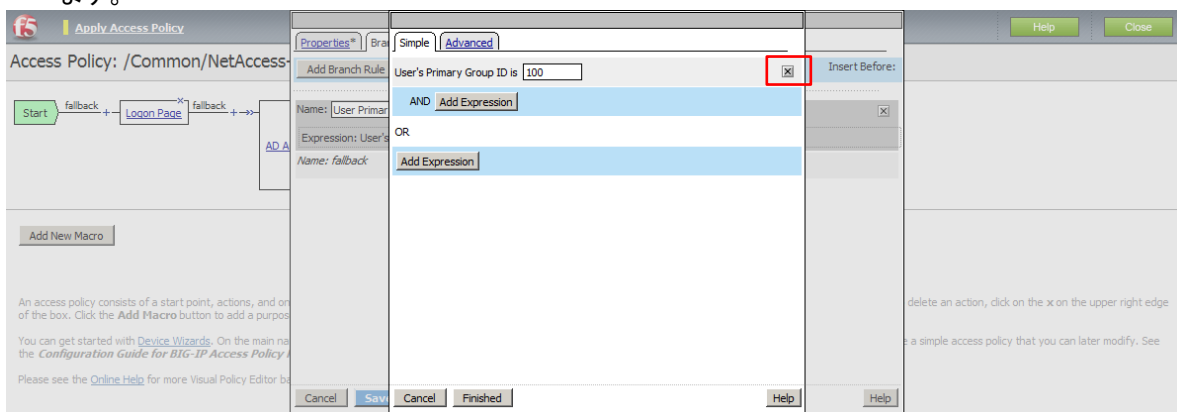 ます。
f5 Apply Access Policy
Help Close
Access Policy: /Common/NetAccess-
Start fallback + Logon Page × fallback +
AD A
Properties* Bra
Add Branch Rule
Insert Before:
Name: User Primar
Expression: User's
Name: fallback
Simple Advanced
User's Primary Group ID is 100 x
AND Add Expression
OR
Add Expression
Add New Macro
An access policy consists of a start point, actions, and on
delete an action, click on the x on the upper right edge
of the box. Click the Add Macro button to add a purpos
You can get started with Device Wizards. On the main na
e a simple access policy that you can later modify. See
the Configuration Guide for BIG-IP Access Policy
Please see the Online Help for more Visual Policy Editor ba
Cancel Save
Cancel Finished Help
Help